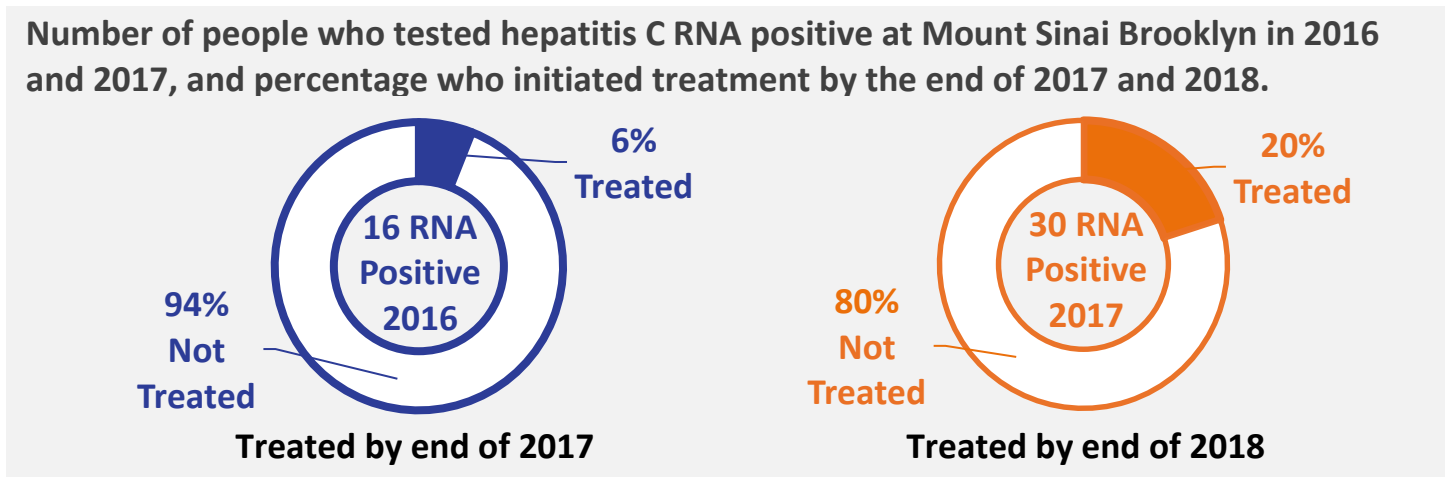 Number of people who tested hepatitis C RNA positive at Mount Sinai Brooklyn in 2016
and 2017, and percentage who initiated treatment by the end of 2017 and 2018.
6%
Treated
16 RNA
Positive
2016
94%
Not
Treated
Treated by end of 2017
20%
Treated
30 RNA
Positive
2017
80%
Not
Treated
Treated by end of 2018